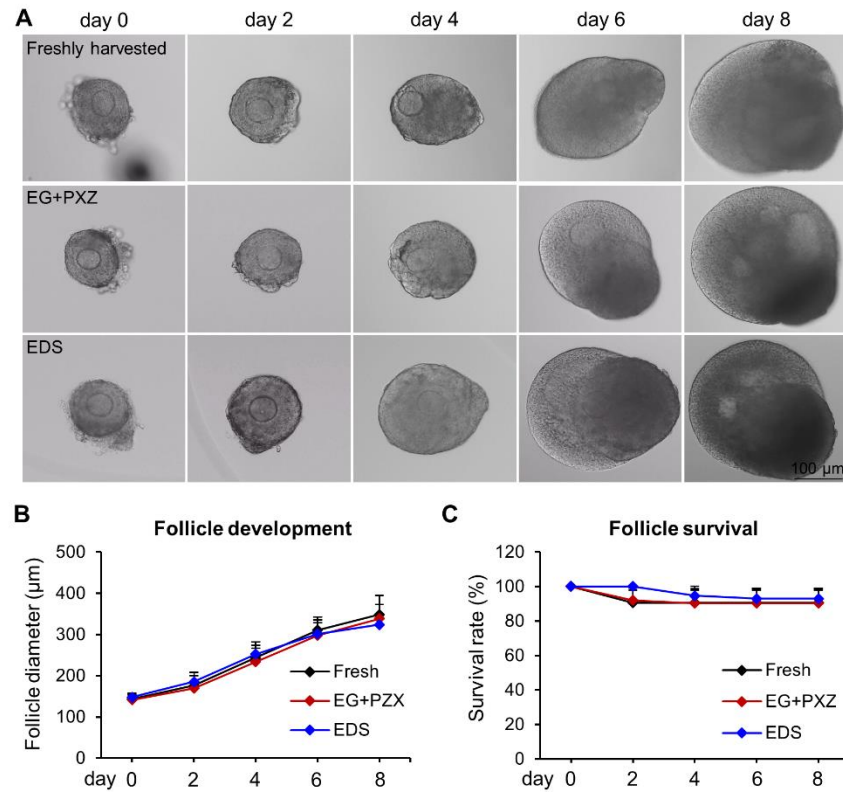 A
day 0 day 2 day 4 day 6 day 8
Freshly harvested
EG+PXZ
EDS
100 µm
B
Follicle development
Follicle diameter (µm)
500
400
300
200
100
0
Fresh
EG+PZX
EDS
day 0 2 4 6 8
C
Follicle survival
Survival rate (%)
120
100
80
60
40
20
0
Fresh
EG+PXZ
EDS
day 0 2 4 6 8